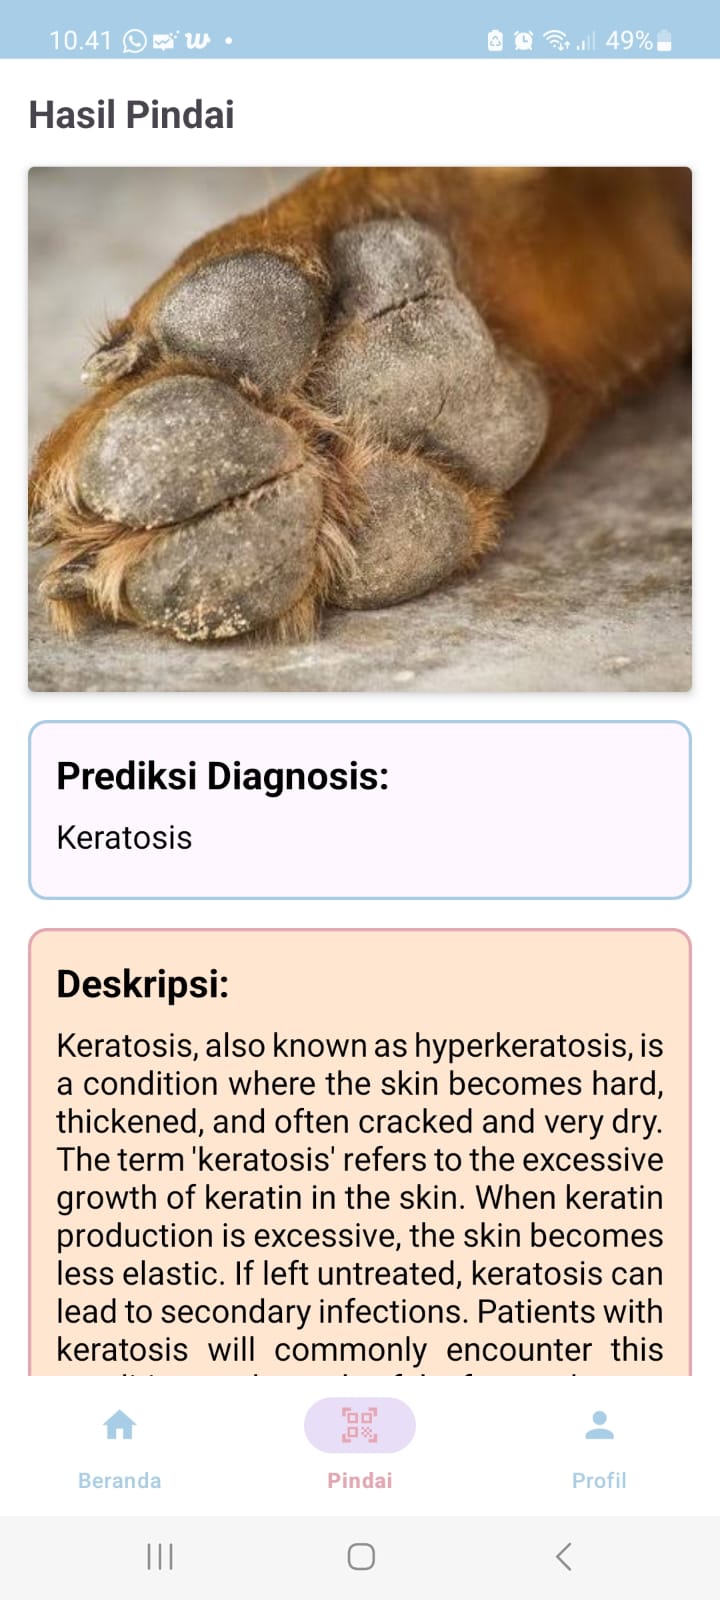 10.41
49%
Hasil Pindai
Prediksi Diagnosis:
Keratosis
Deskripsi:
Keratosis, also known as hyperkeratosis, is
a condition where the skin becomes hard,
thickened, and often cracked and very dry.
The term 'keratosis' refers to the excessive
growth of keratin in the skin. When keratin
production is excessive, the skin becomes
less elastic. If left untreated, keratosis can
lead to secondary infections. Patients with
keratosis will commonly encounter this
Beranda
Pindai
Profil